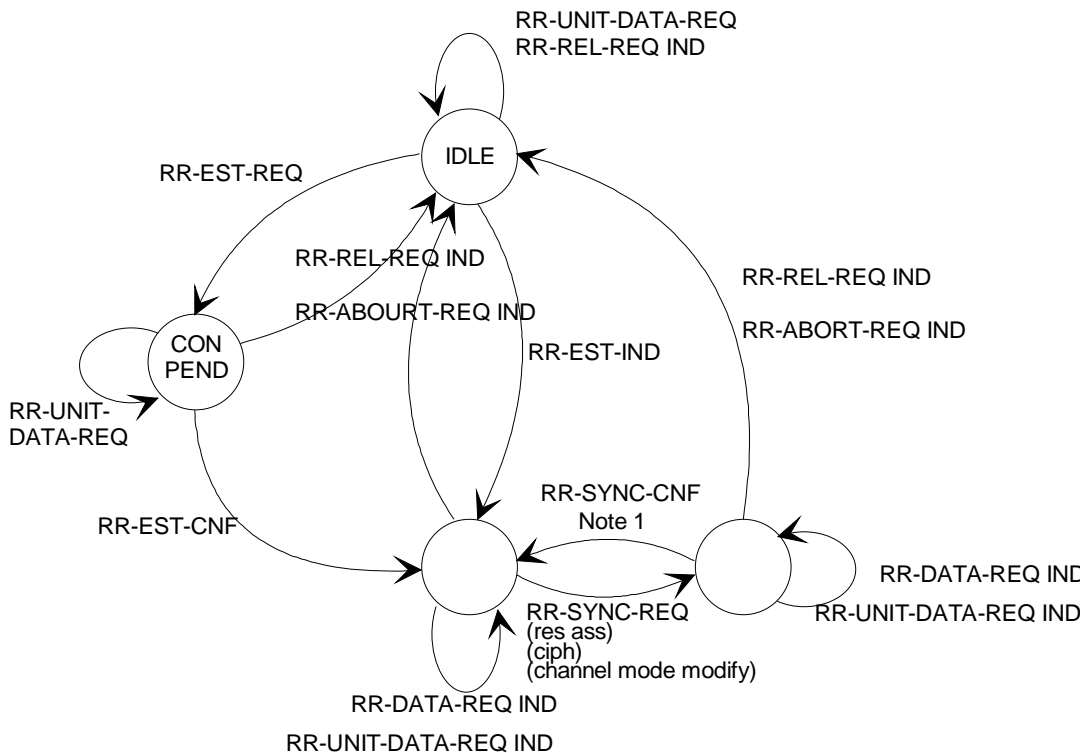 RR-UNIT-DATA-REQ
RR-REL-REQ IND
IDLE
RR-EST-REQ
RR-REL-REQ IND
RR-ABOURT-REQ IND
RR-REL-REQ IND
RR-ABORT-REQ IND
CON
PEND
RR-EST-IND
RR-UNIT-
DATA-REQ
RR-SYNC-CNF
Note 1
RR-EST-CNF
RR-DATA-REQ IND
RR-UNIT-DATA-REQ IND
RR-SYNC-REQ
(res ass)
(ciph)
(channel mode modify)
RR-DATA-REQ IND
RR-UNIT-DATA-REQ IND